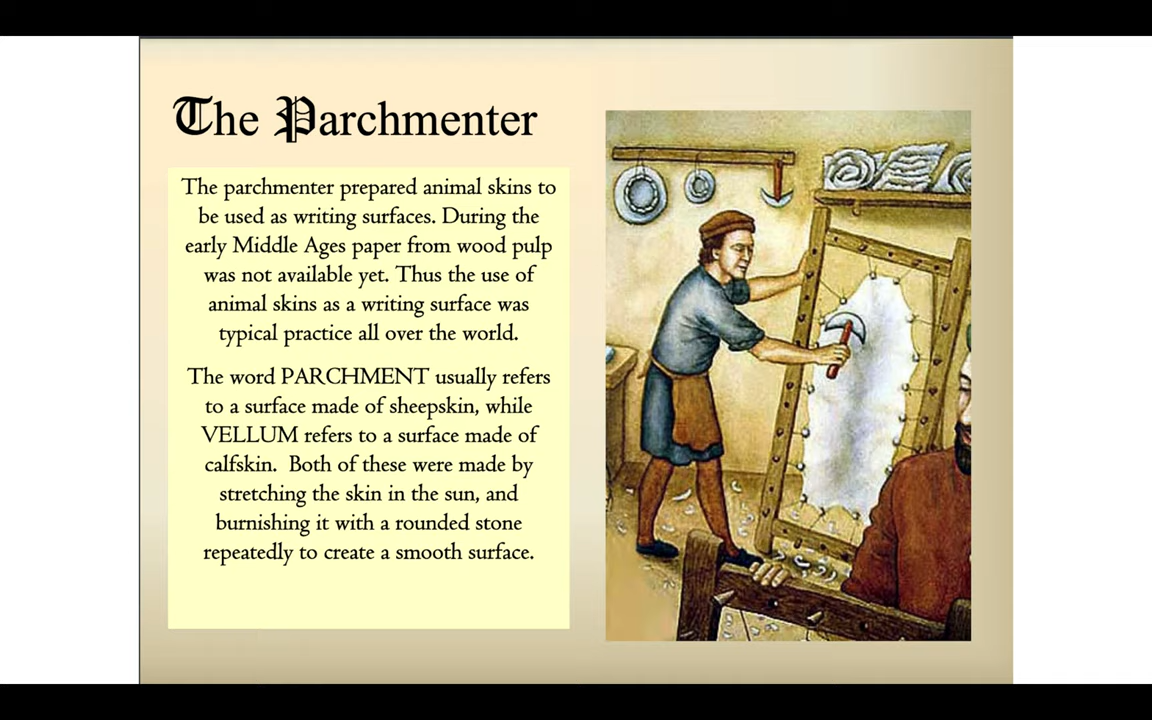 The Parchmenter
The parchmenter prepared animal skins to
be used as writing surfaces. During the
early Middle Ages paper from wood pulp
was not available yet. Thus the use of
animal skins as a writing surface was
typical practice all over the world.
The word PARCHMENT usually refers
to a surface made of sheepskin, while
VELLUM refers to a surface made of
calfskin. Both of these were made by
stretching the skin in the sun, and
burnishing it with a rounded stone
repeatedly to create a smooth surface.